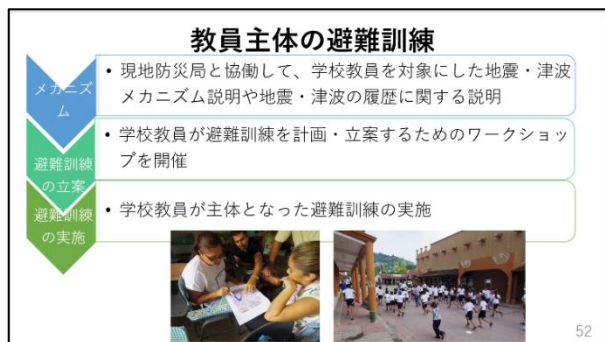 教員主体の避難訓練
メカニズ
ム
• 現地防災局と協働して、学校教員を対象にした地震・津波
メカニズム説明や地震・津波の履歴に関する説明
避難訓練
の立案
• 学校教員が避難訓練を計画・立案するためのワークショッ
プを開催
避難訓練
の実施
• 学校教員が主体となった避難訓練の実施
52